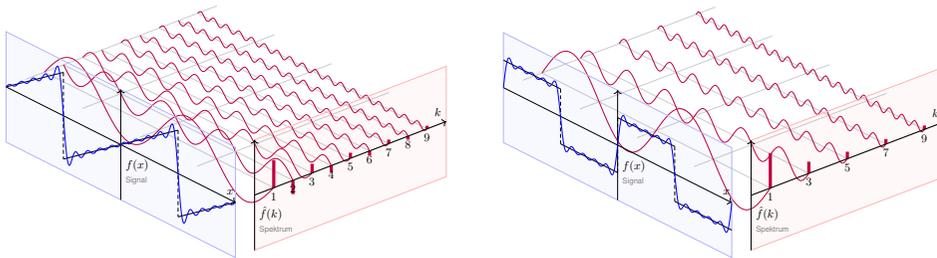 k
9
8
7
6
5
4
3
2
1
x
f(x)
Signal
f̂(k)
Spektrum
k
9
7
5
3
1
x
f(x)
Signal
f̂(k)
Spektrum